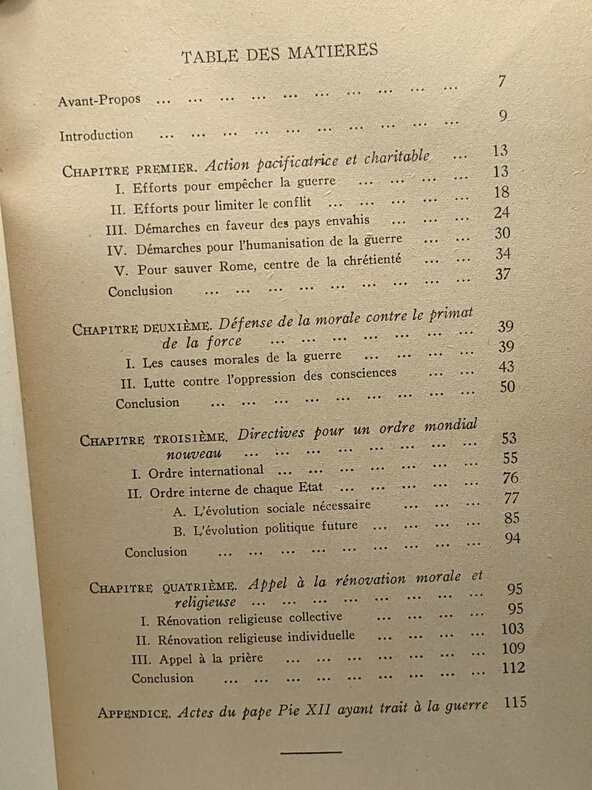 TABLE DES MATIERES
Avant-Propos ... ... ... ... ... ... ... ... ... ... 7
Introduction ... ... ... ... ... ... ... ... ... ... 9
CHAPITRE PREMIER. Action pacificatrice et charitable ... 13
I. Efforts pour empêcher la guerre ... ... ... ... 13
II. Efforts pour limiter le conflit ... ... ... ... 18
III. Démarches en faveur des pays envahis ... ... ... 24
IV. Démarches pour l'humanisation de la guerre ... ... 30
V. Pour sauver Rome, centre de la chrétienté ... ... 34
Conclusion ... ... ... ... ... ... ... ... 37
CHAPITRE DEUXIÈME. Défense de la morale contre le primat
de la force ... ... ... ... ... ... ... 39
I. Les causes morales de la guerre ... ... ... ... 39
II. Lutte contre l'oppression des consciences ... ... ... 43
Conclusion ... ... ... ... ... ... ... ... ... 50
CHAPITRE TROISIÈME. Directives pour un ordre mondial
nouveau ... ... ... ... ... ... ... ... 53
I. Ordre international ... ... ... ... ... ... ... 55
II. Ordre interne de chaque Etat ... ... ... ... ... 76
A. L'évolution sociale nécessaire ... ... ... 77
B. L'évolution politique future ... ... ... ... 85
Conclusion ... ... ... ... ... ... ... ... ... 94
CHAPITRE QUATRIÈME. Appel à la rénovation morale et
religieuse ... ... ... ... ... ... ... ... 95
I. Rénovation religieuse collective ... ... ... ... 95
II. Rénovation religieuse individuelle ... ... ... ... 103
III. Appel à la prière ... ... ... ... ... ... ... 109
Conclusion ... ... ... ... ... ... ... ... ... 112
APPENDICE. Actes du pape Pie XII ayant trait à la guerre 115